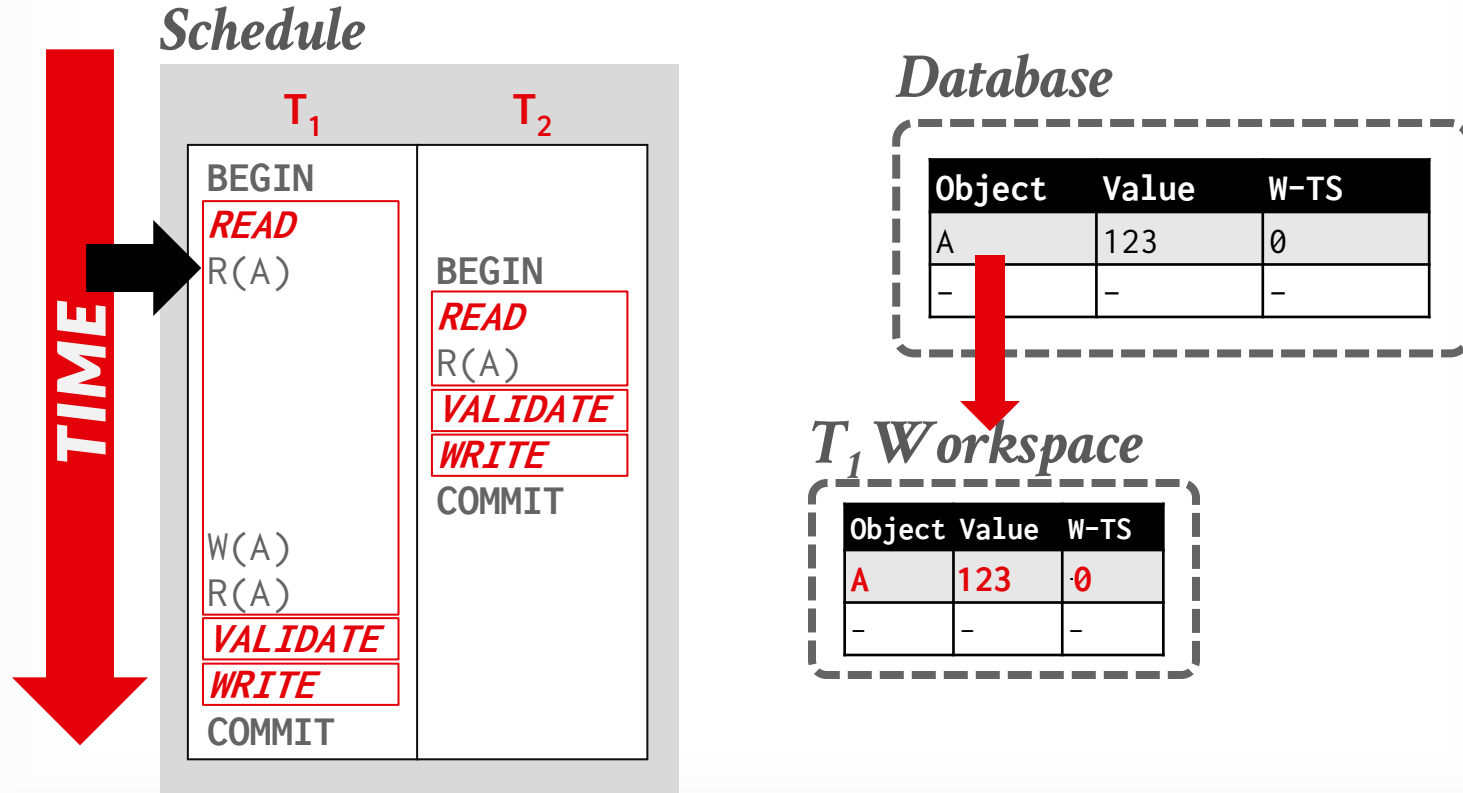 Schedule
TIME
T1 T2
BEGIN
READ
R(A) BEGIN
READ
R(A)
VALIDATE
WRITE
COMMIT
W(A)
R(A)
VALIDATE
WRITE
COMMIT
Database
Object Value W-TS
A 123 0
- - -
T1 Workspace
Object Value W-TS
A 123 0
- - -